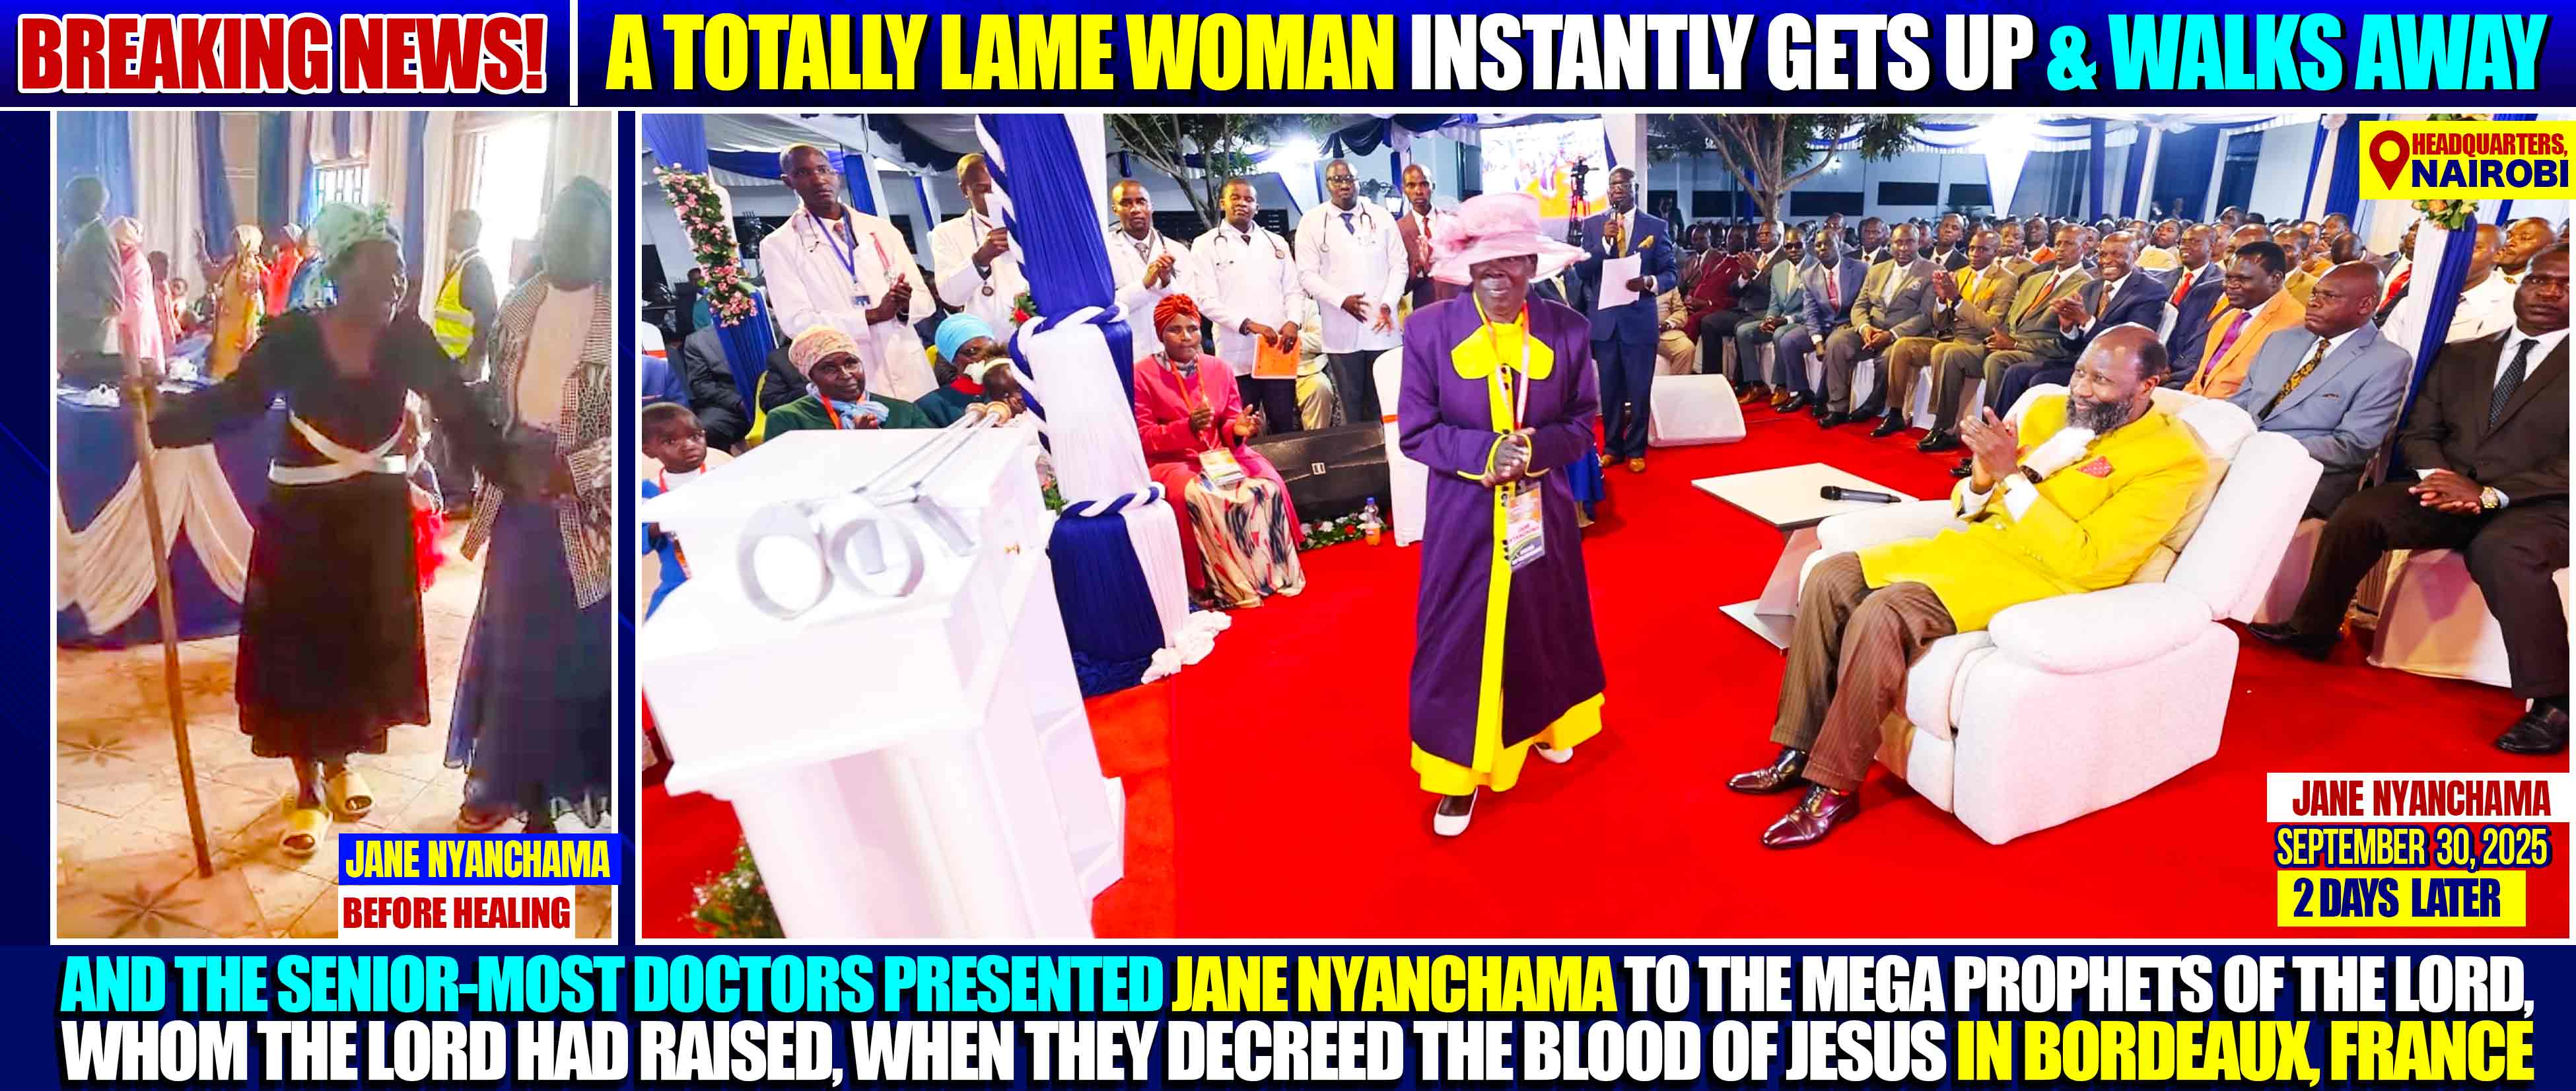 BREAKING NEWS!
A TOTALLY LAME WOMAN INSTANTLY GETS UP & WALKS AWAY
HEADQUARTERS,
NAIROBI
JANE NYANCHAMA
BEFORE HEALING
JANE NYANCHAMA
SEPTEMBER 30, 2025
2 DAYS LATER
AND THE SENIOR-MOST DOCTORS PRESENTED JANE NYANCHAMA TO THE MEGA PROPHETS OF THE LORD,
WHOM THE LORD HAD RAISED, WHEN THEY DECREED THE BLOOD OF JESUS IN BORDEAUX, FRANCE